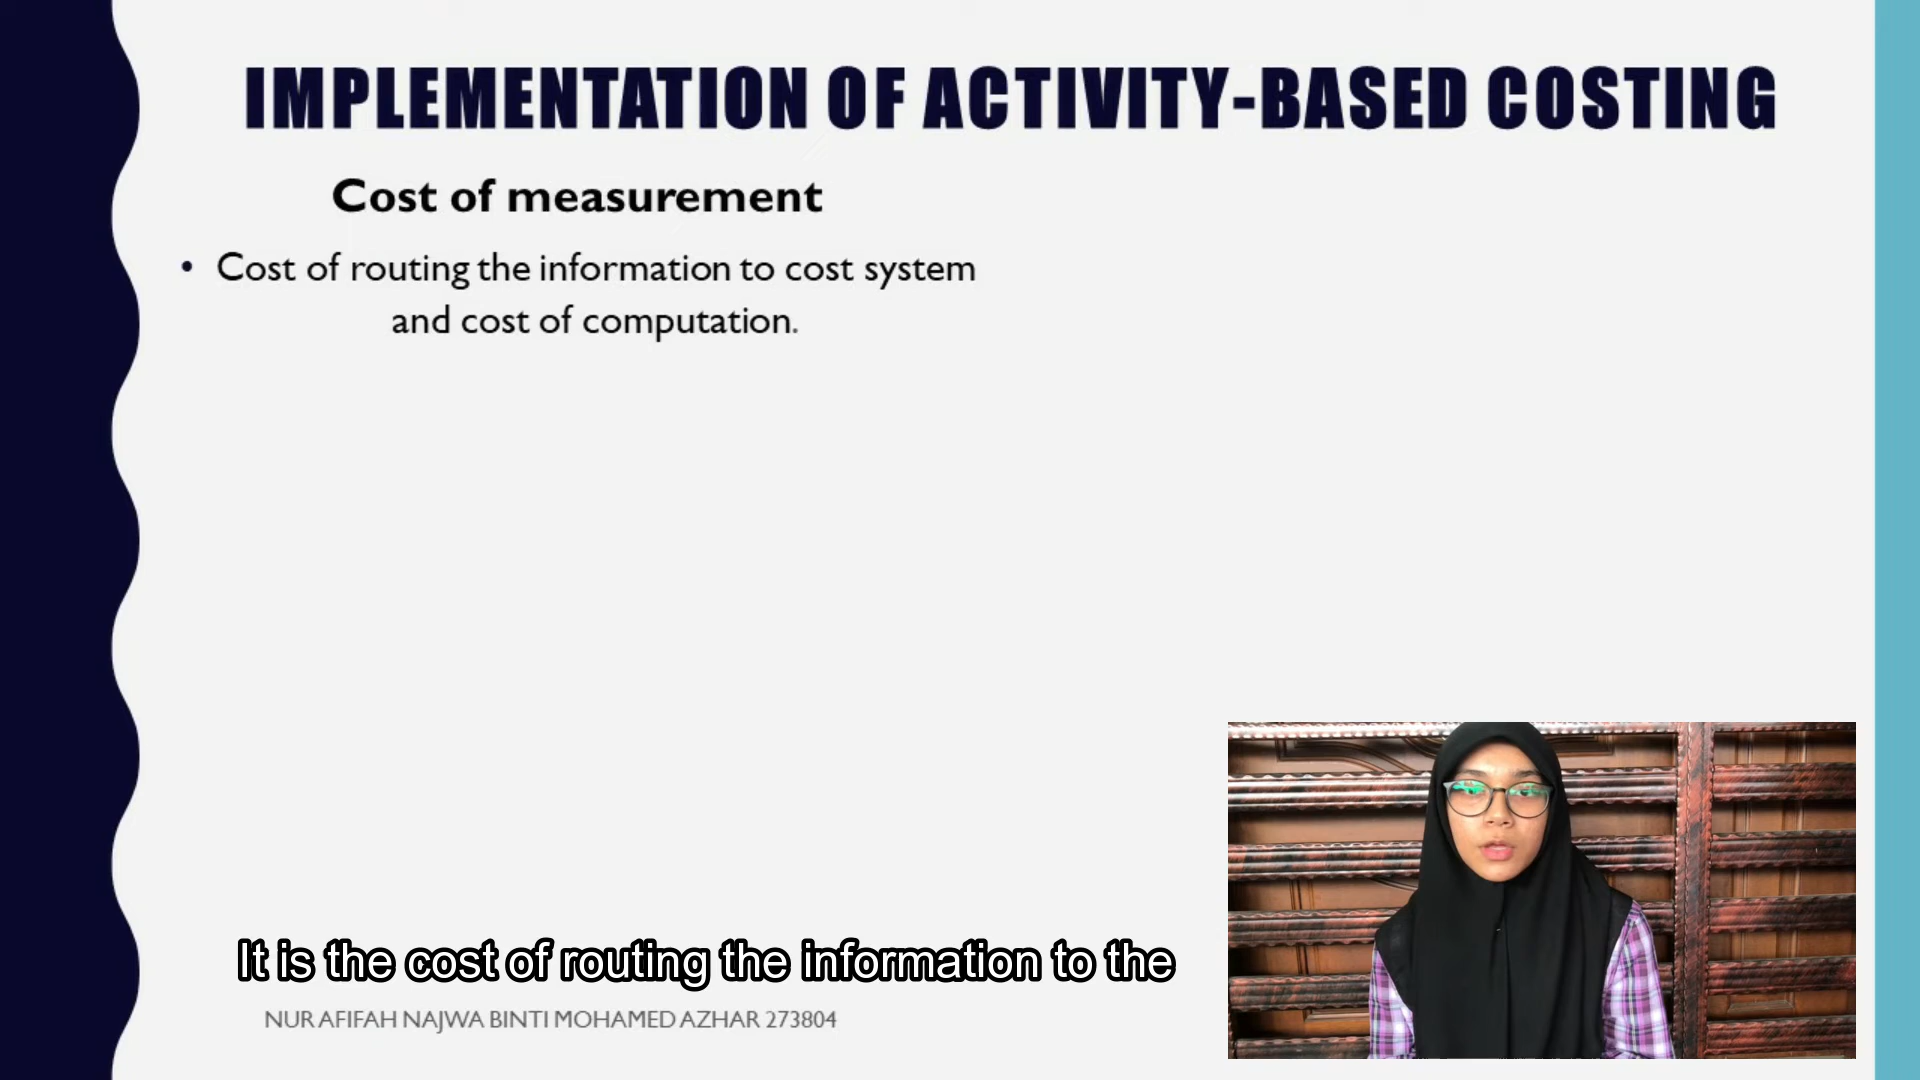 IMPLEMENTATION OF ACTIVITY-BASED COSTING
Cost of measurement
• Cost of routing the information to cost system
and cost of computation.
It is the cost of routing the information to the
NUR AFIFAH NAJWA BINTI MOHAMED AZHAR 273804